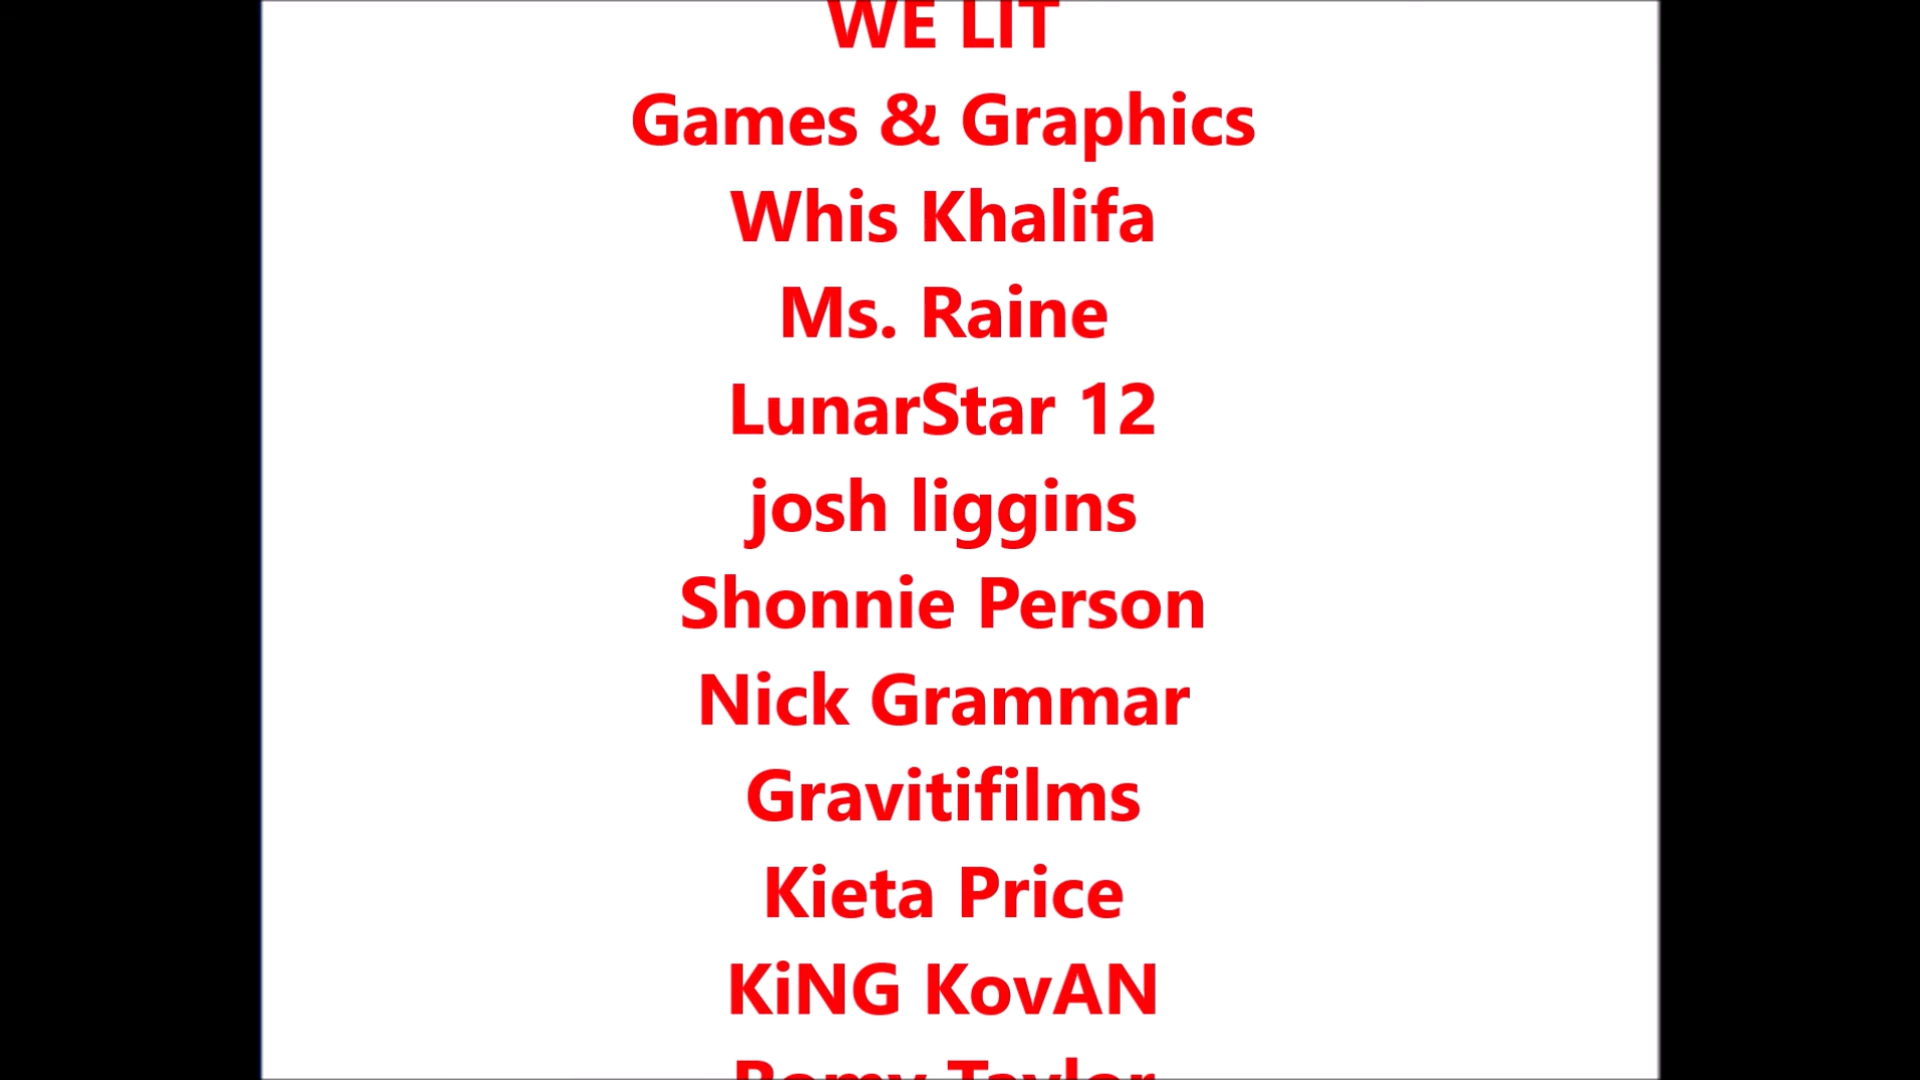 WE LIT
Games & Graphics
Whis Khalifa
Ms. Raine
LunarStar 12
josh liggins
Shonnie Person
Nick Grammar
Gravitifilms
Kieta Price
KiNG KovAN
Taylor